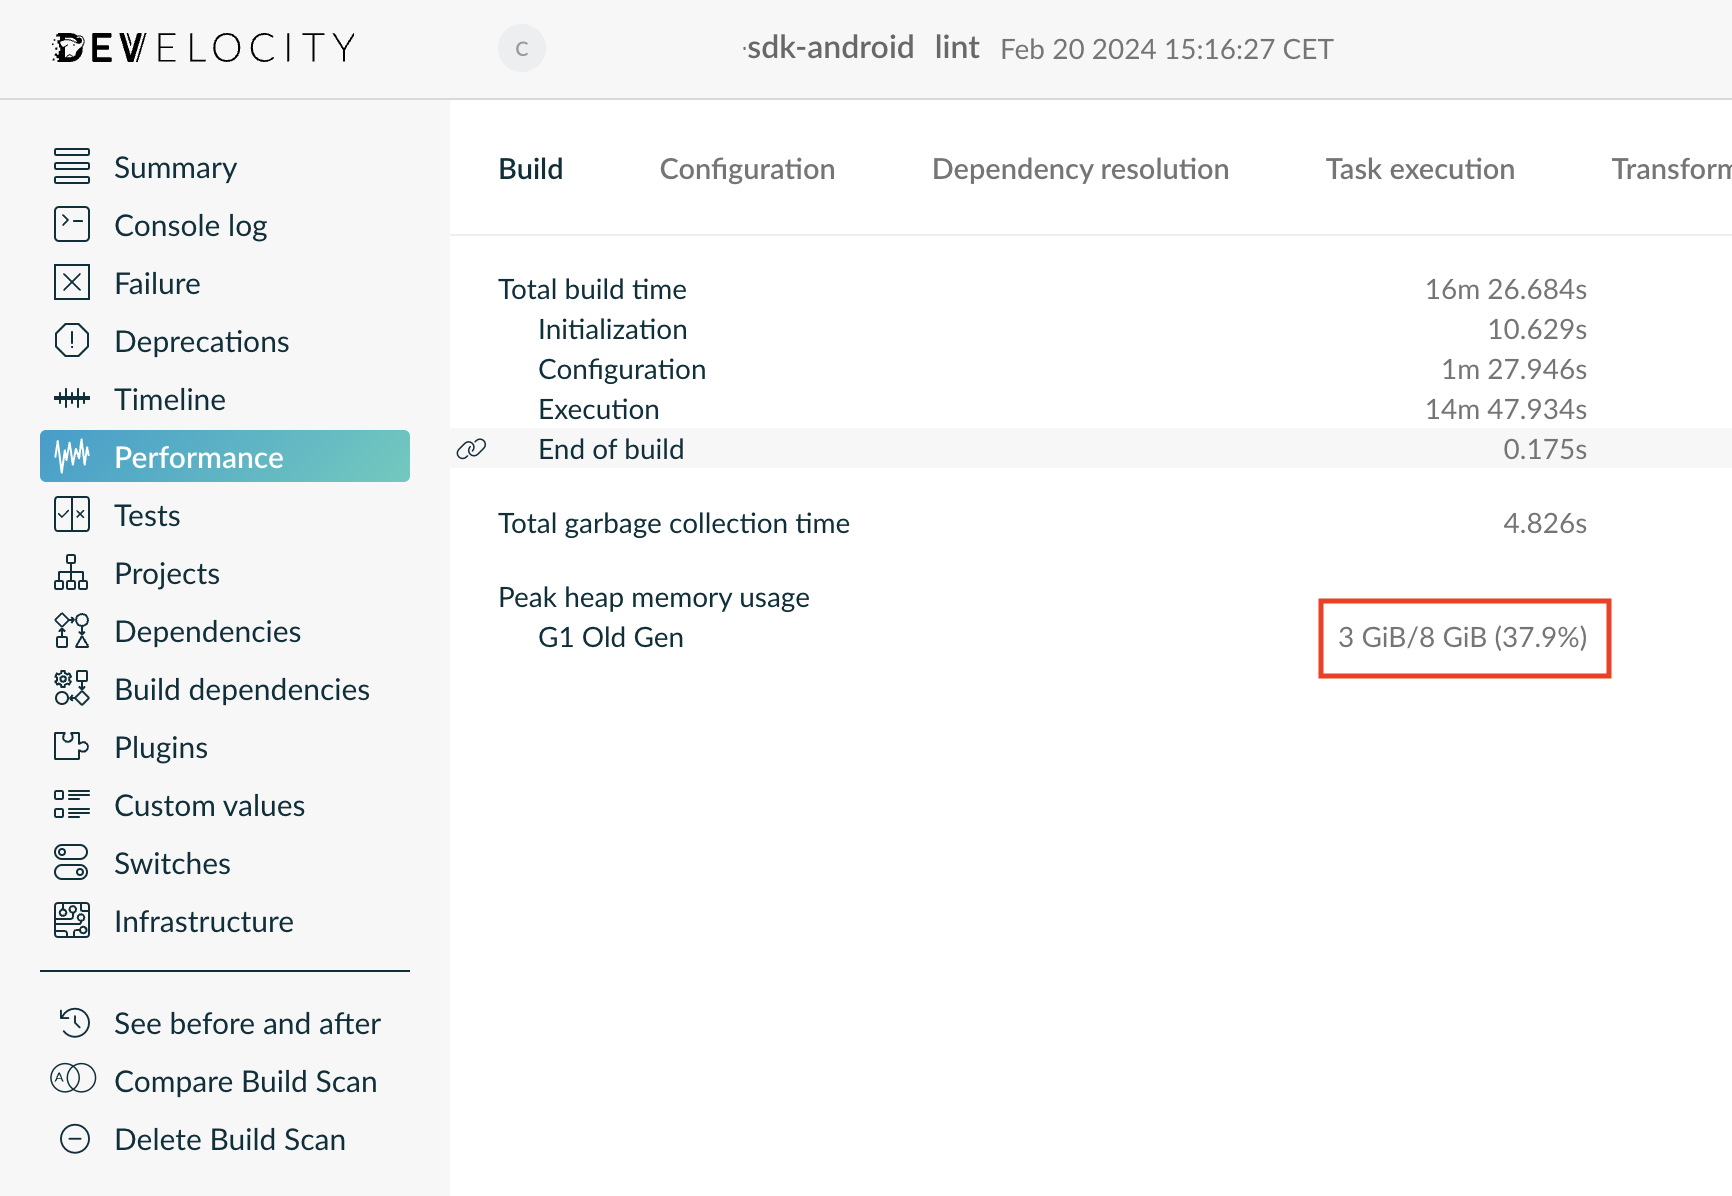 DEVELOCITY
C
sdk-android lint Feb 20 2024 15:16:27 CET
Summary
Console log
Failure
Deprecations
Timeline
Performance
Tests
Projects
Dependencies
Build dependencies
Plugins
Custom values
Switches
Infrastructure
See before and after
Compare Build Scan
Delete Build Scan
Build Configuration Dependency resolution Task execution Transform
Total build time 16m 26.684s
Initialization 10.629s
Configuration 1m 27.946s
Execution 14m 47.934s
End of build 0.175s
Total garbage collection time 4.826s
Peak heap memory usage
G1 Old Gen 3 GiB/8 GiB (37.9%)